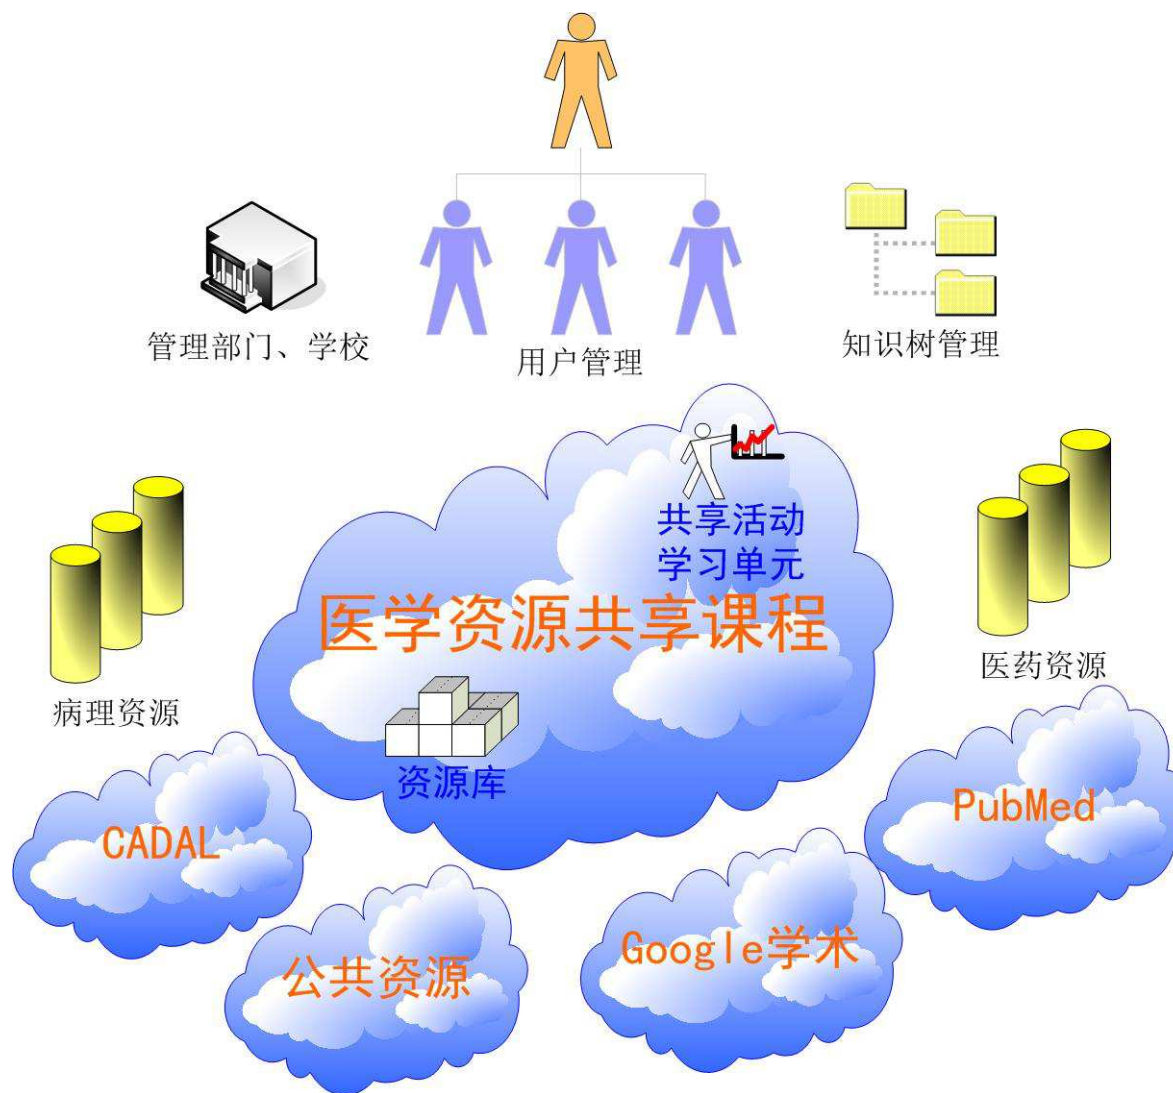 管理部门、学校
用户管理
知识树管理
共享活动
学习单元
医学资源共享课程
病理资源
医药资源
资源库
CADAL
PubMed
公共资源
Google学术